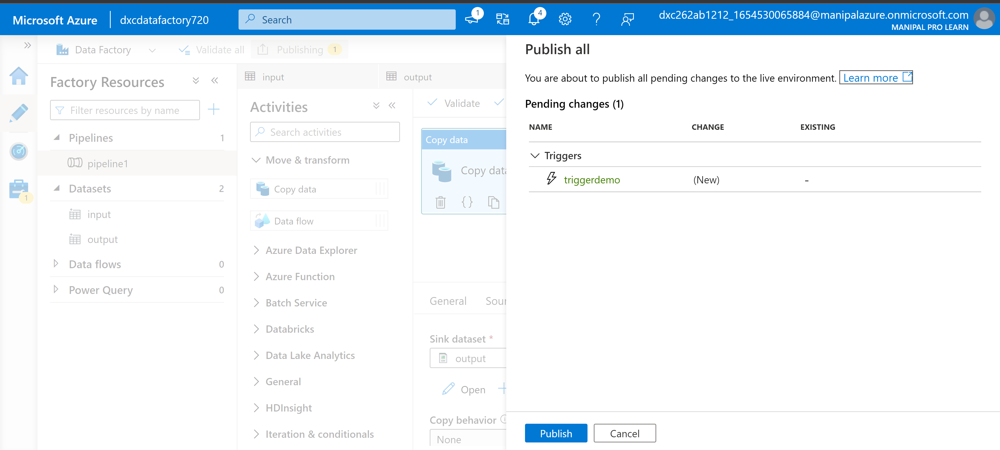 Microsoft Azure
dxcdatafactory720
Search
1
4
dxc262ab1212_1654530065884@manipalazure.onmicrosoft.com
MANIPAL PRO LEARN
Data Factory
Validate all
Publishing
1
Factory Resources
Filter resources by name
Pipelines
1
pipeline1
Datasets
2
input
output
Data flows
0
Power Query
0
1
input
output
Activities
Search activities
Move & transform
Copy data
Data flow
Azure Data Explorer
Azure Function
Batch Service
Databricks
Data Lake Analytics
General
HDInsight
Iteration & conditionals
Validate
Copy data
Copy data
General
Sour
Sink dataset *
output
Open
Copy behavior
None
Publish all
You are about to publish all pending changes to the live environment. Learn more
Pending changes (1)
NAME CHANGE EXISTING
Triggers
triggerdemo (New) -
Publish
Cancel